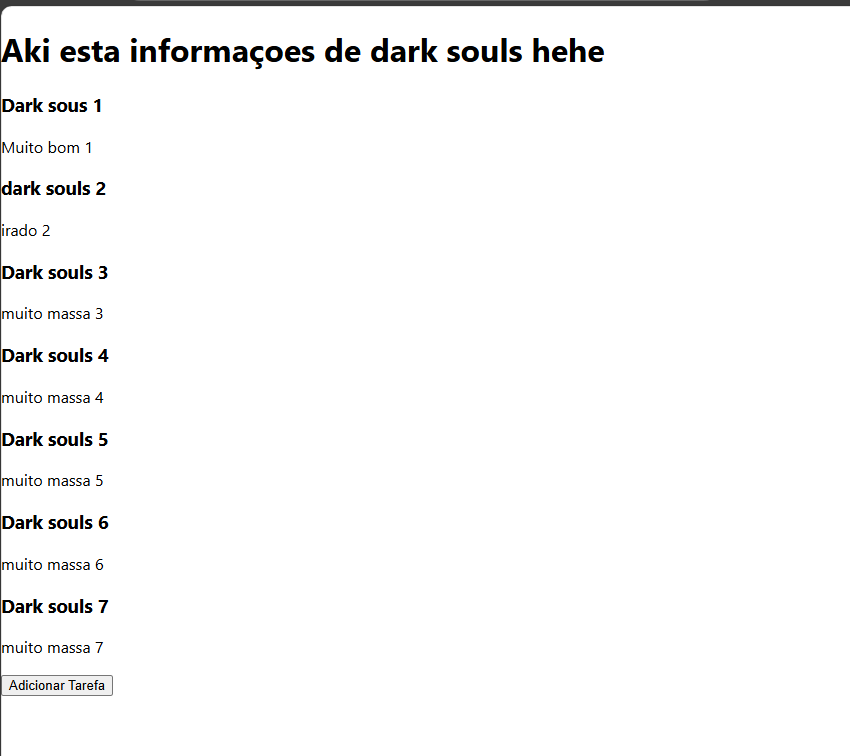 Aki esta informaçoes de dark souls hehe
Dark sous 1
Muito bom 1
dark souls 2
irado 2
Dark souls 3
muito massa 3
Dark souls 4
muito massa 4
Dark souls 5
muito massa 5
Dark souls 6
muito massa 6
Dark souls 7
muito massa 7
Adicionar Tarefa